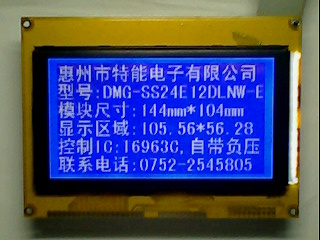 惠州市特能电子有限公司
型号:DMG-SS24E12DLNW-E
模块尺寸:144mm*104mm
显示区域:105.56*56.28
控制IC:16963C,自带负压
联系电话:0752-2545805